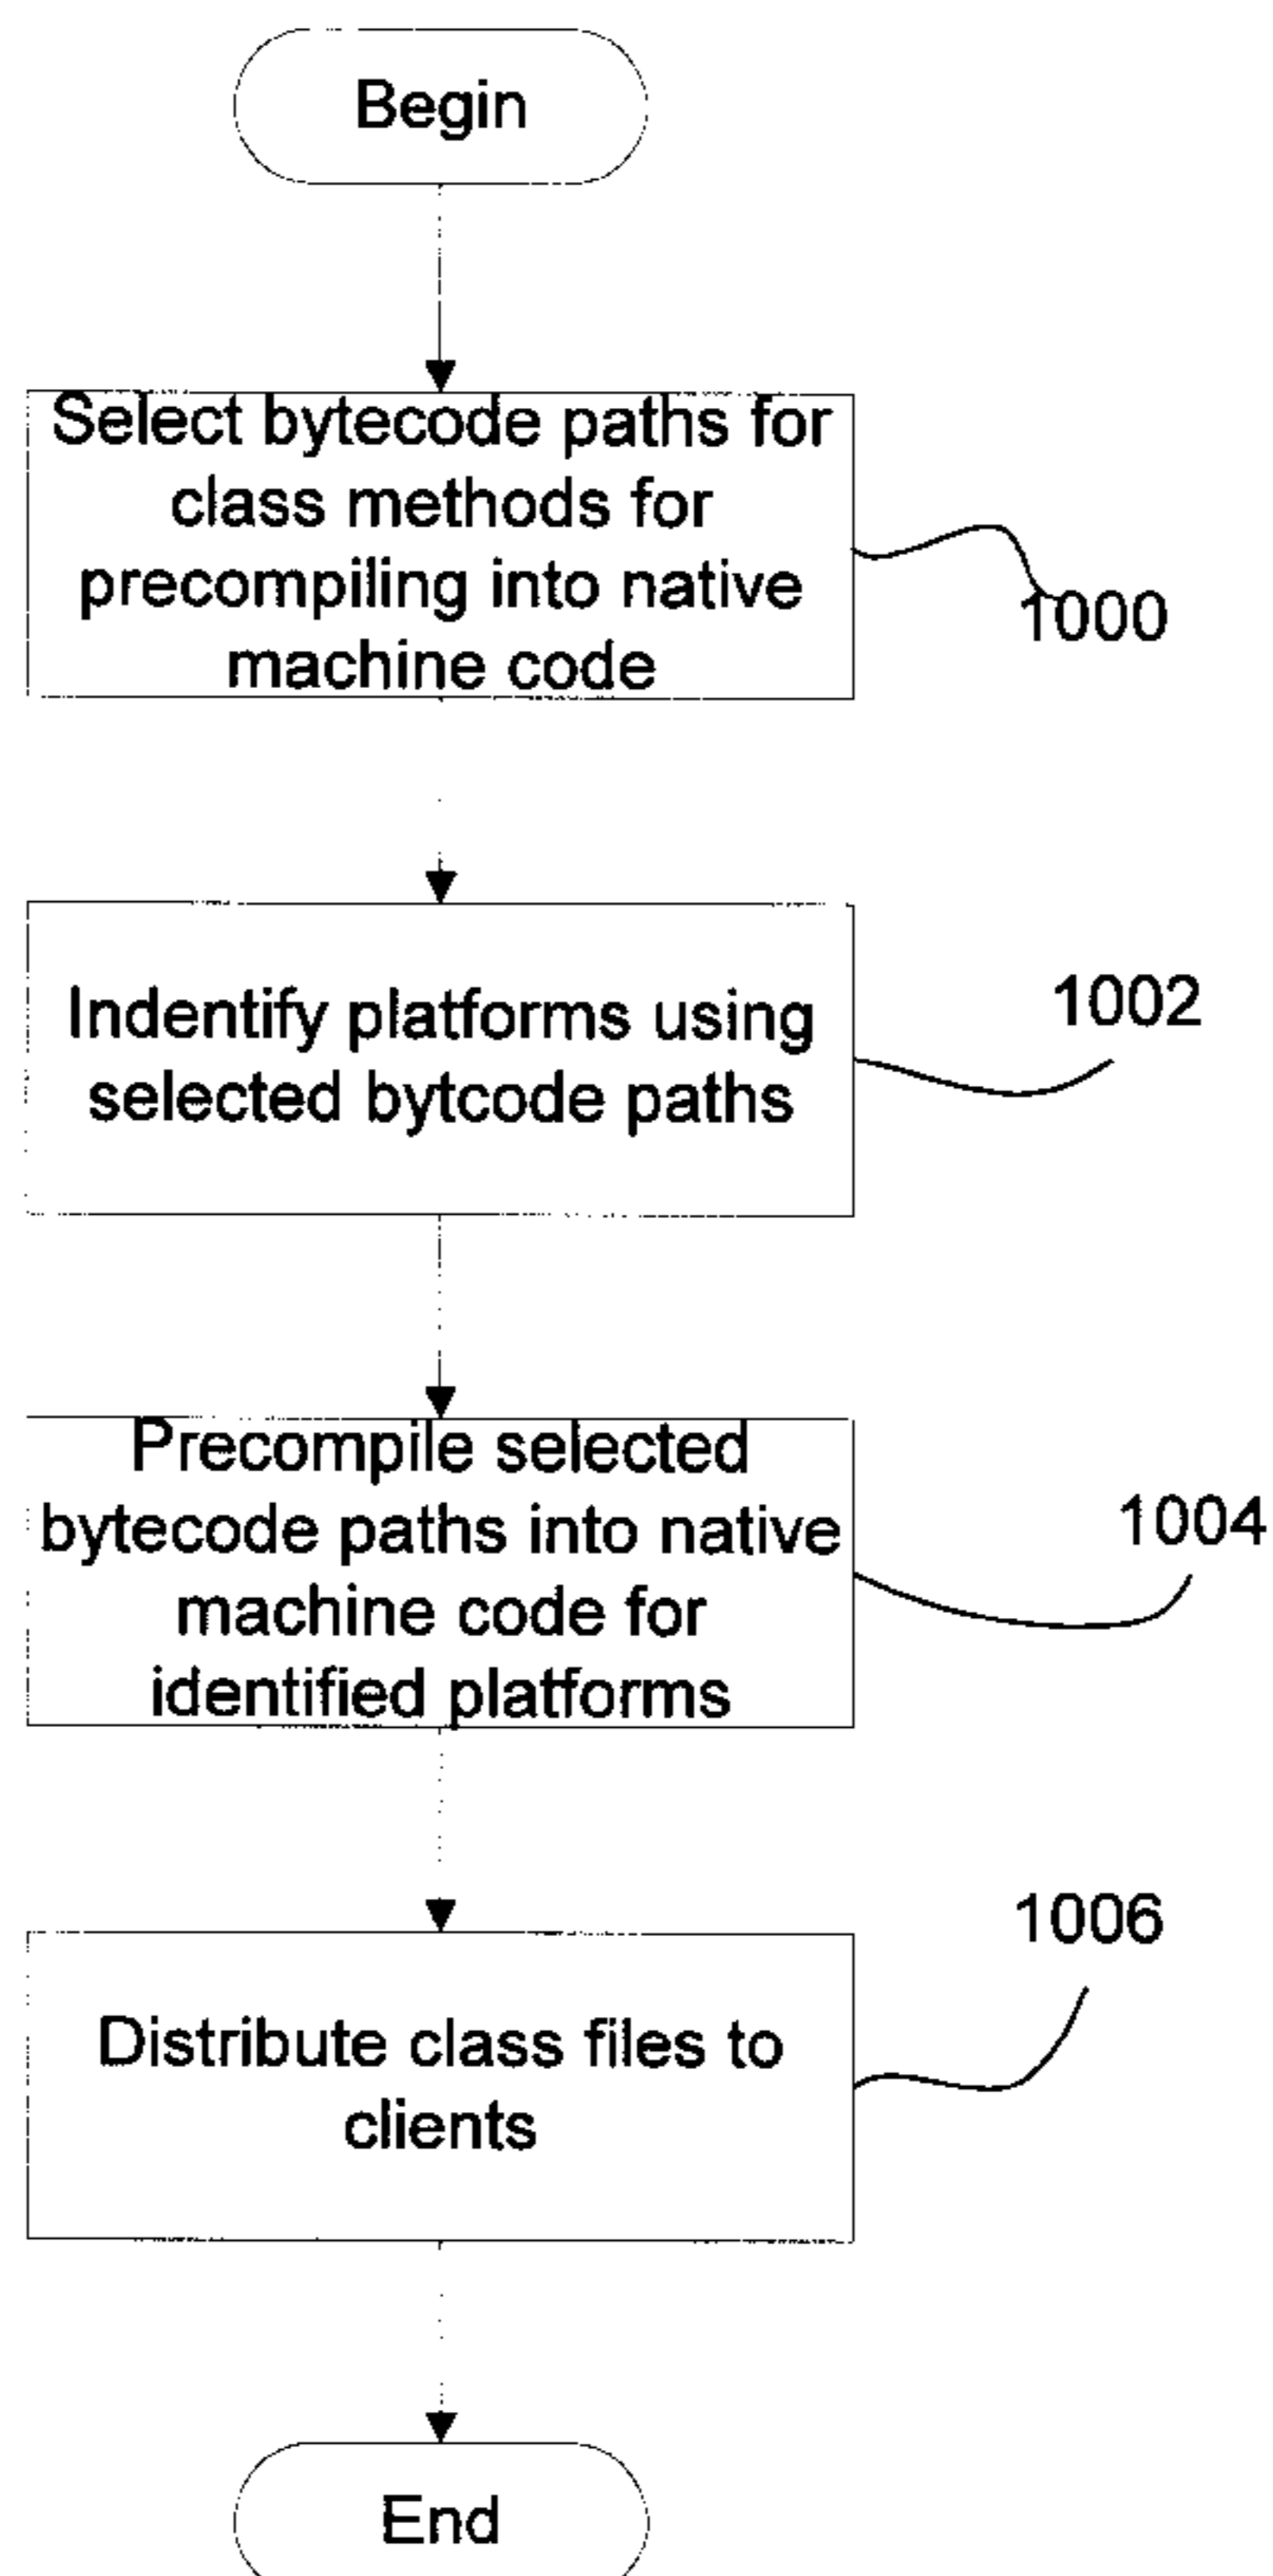 Begin
Select bytecode paths for
class methods for
precompiling into native
machine code
1000
Indentify platforms using
selected bytcode paths
1002
Precompile selected
bytecode paths into native
machine code for
identified platforms
1004
Distribute class files to
clients
1006
End